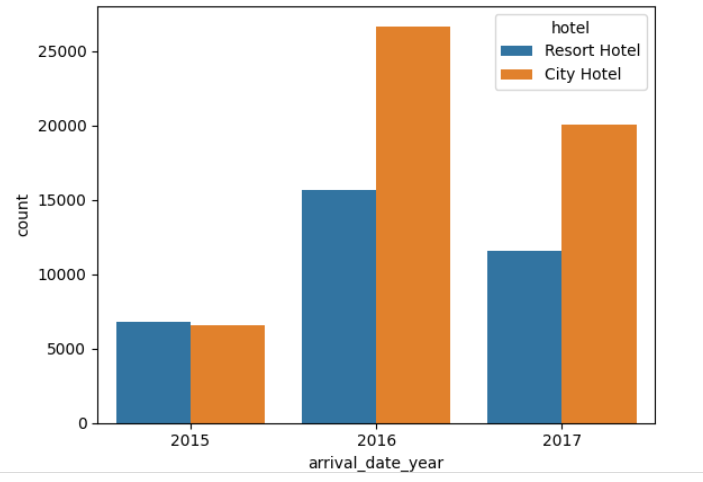 hotel
Resort Hotel
City Hotel
25000
20000
15000
10000
5000
0
count
2015 2016 2017
arrival_date_year